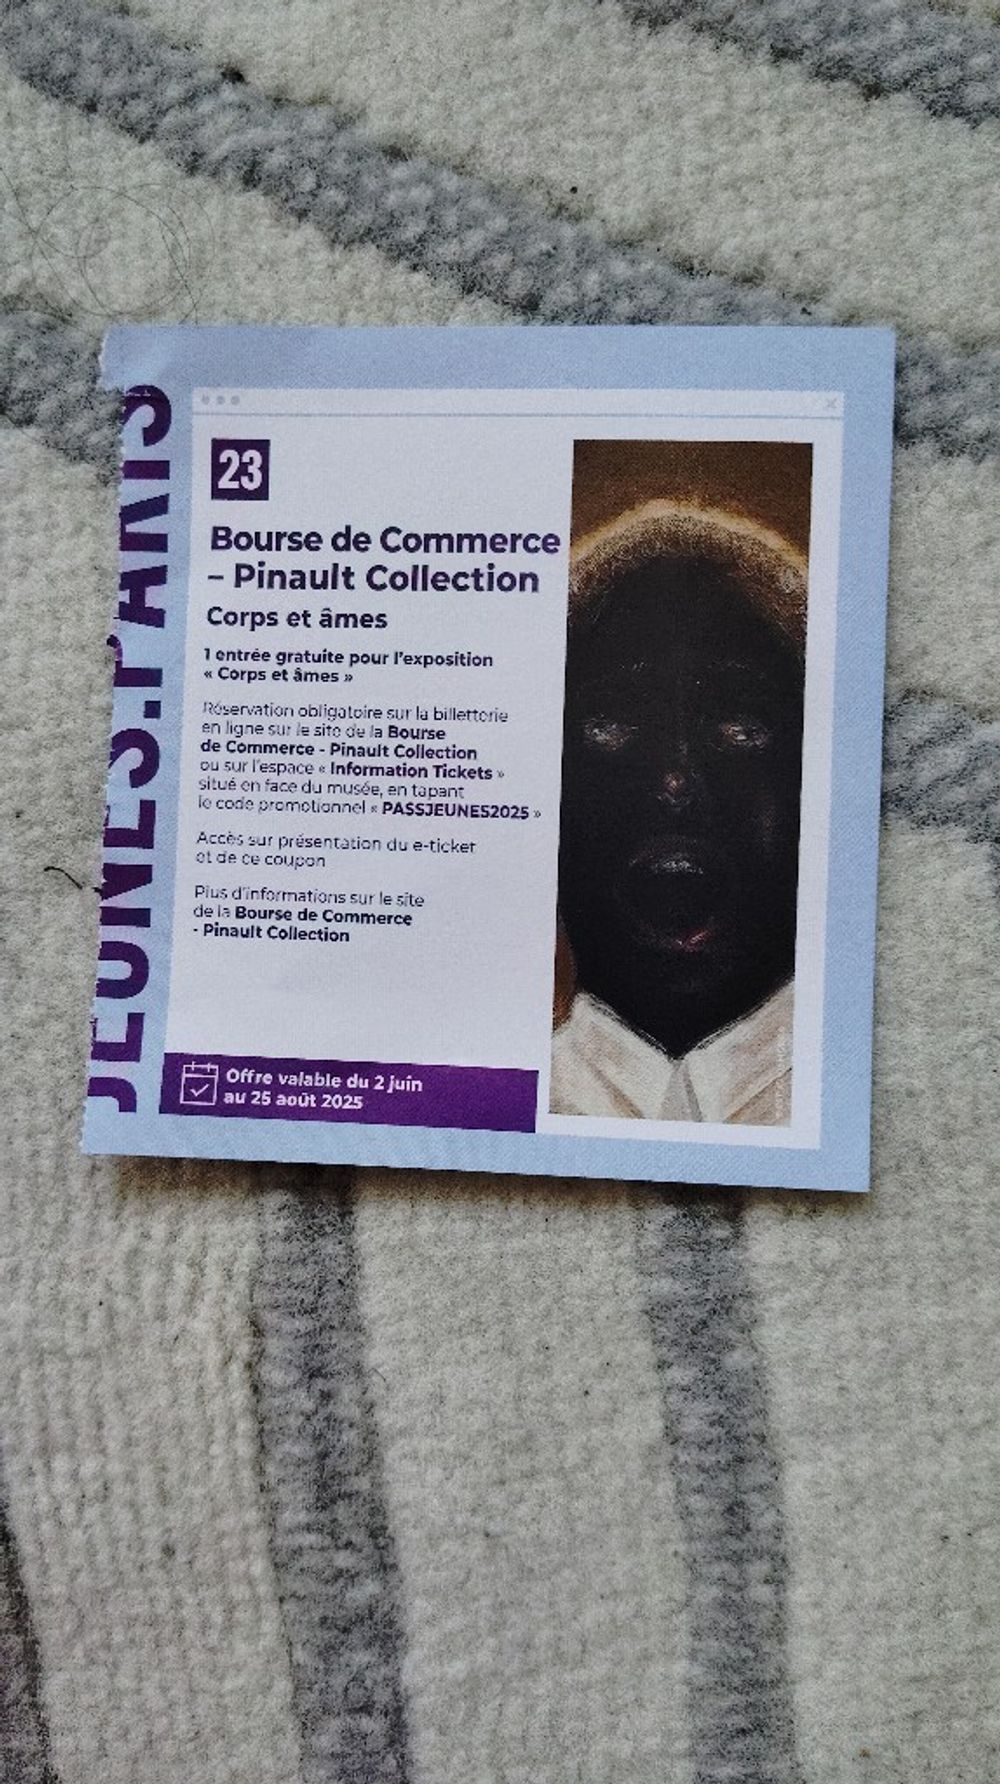 JEUNES.PARIS
23
Bourse de Commerce
– Pinault Collection
Corps et âmes
1 entrée gratuite pour l'exposition
« Corps et âmes »
Réservation obligatoire sur la billetterie
en ligne sur le site de la Bourse
de Commerce - Pinault Collection
ou sur l'espace « Information Tickets »
situé en face du musée, en tapant
le code promotionnel « PASSJEUNES2025 »
Accès sur présentation du e-ticket
et de ce coupon
Plus d'informations sur le site
de la Bourse de Commerce
- Pinault Collection
Offre valable du 2 juin
au 25 août 2025